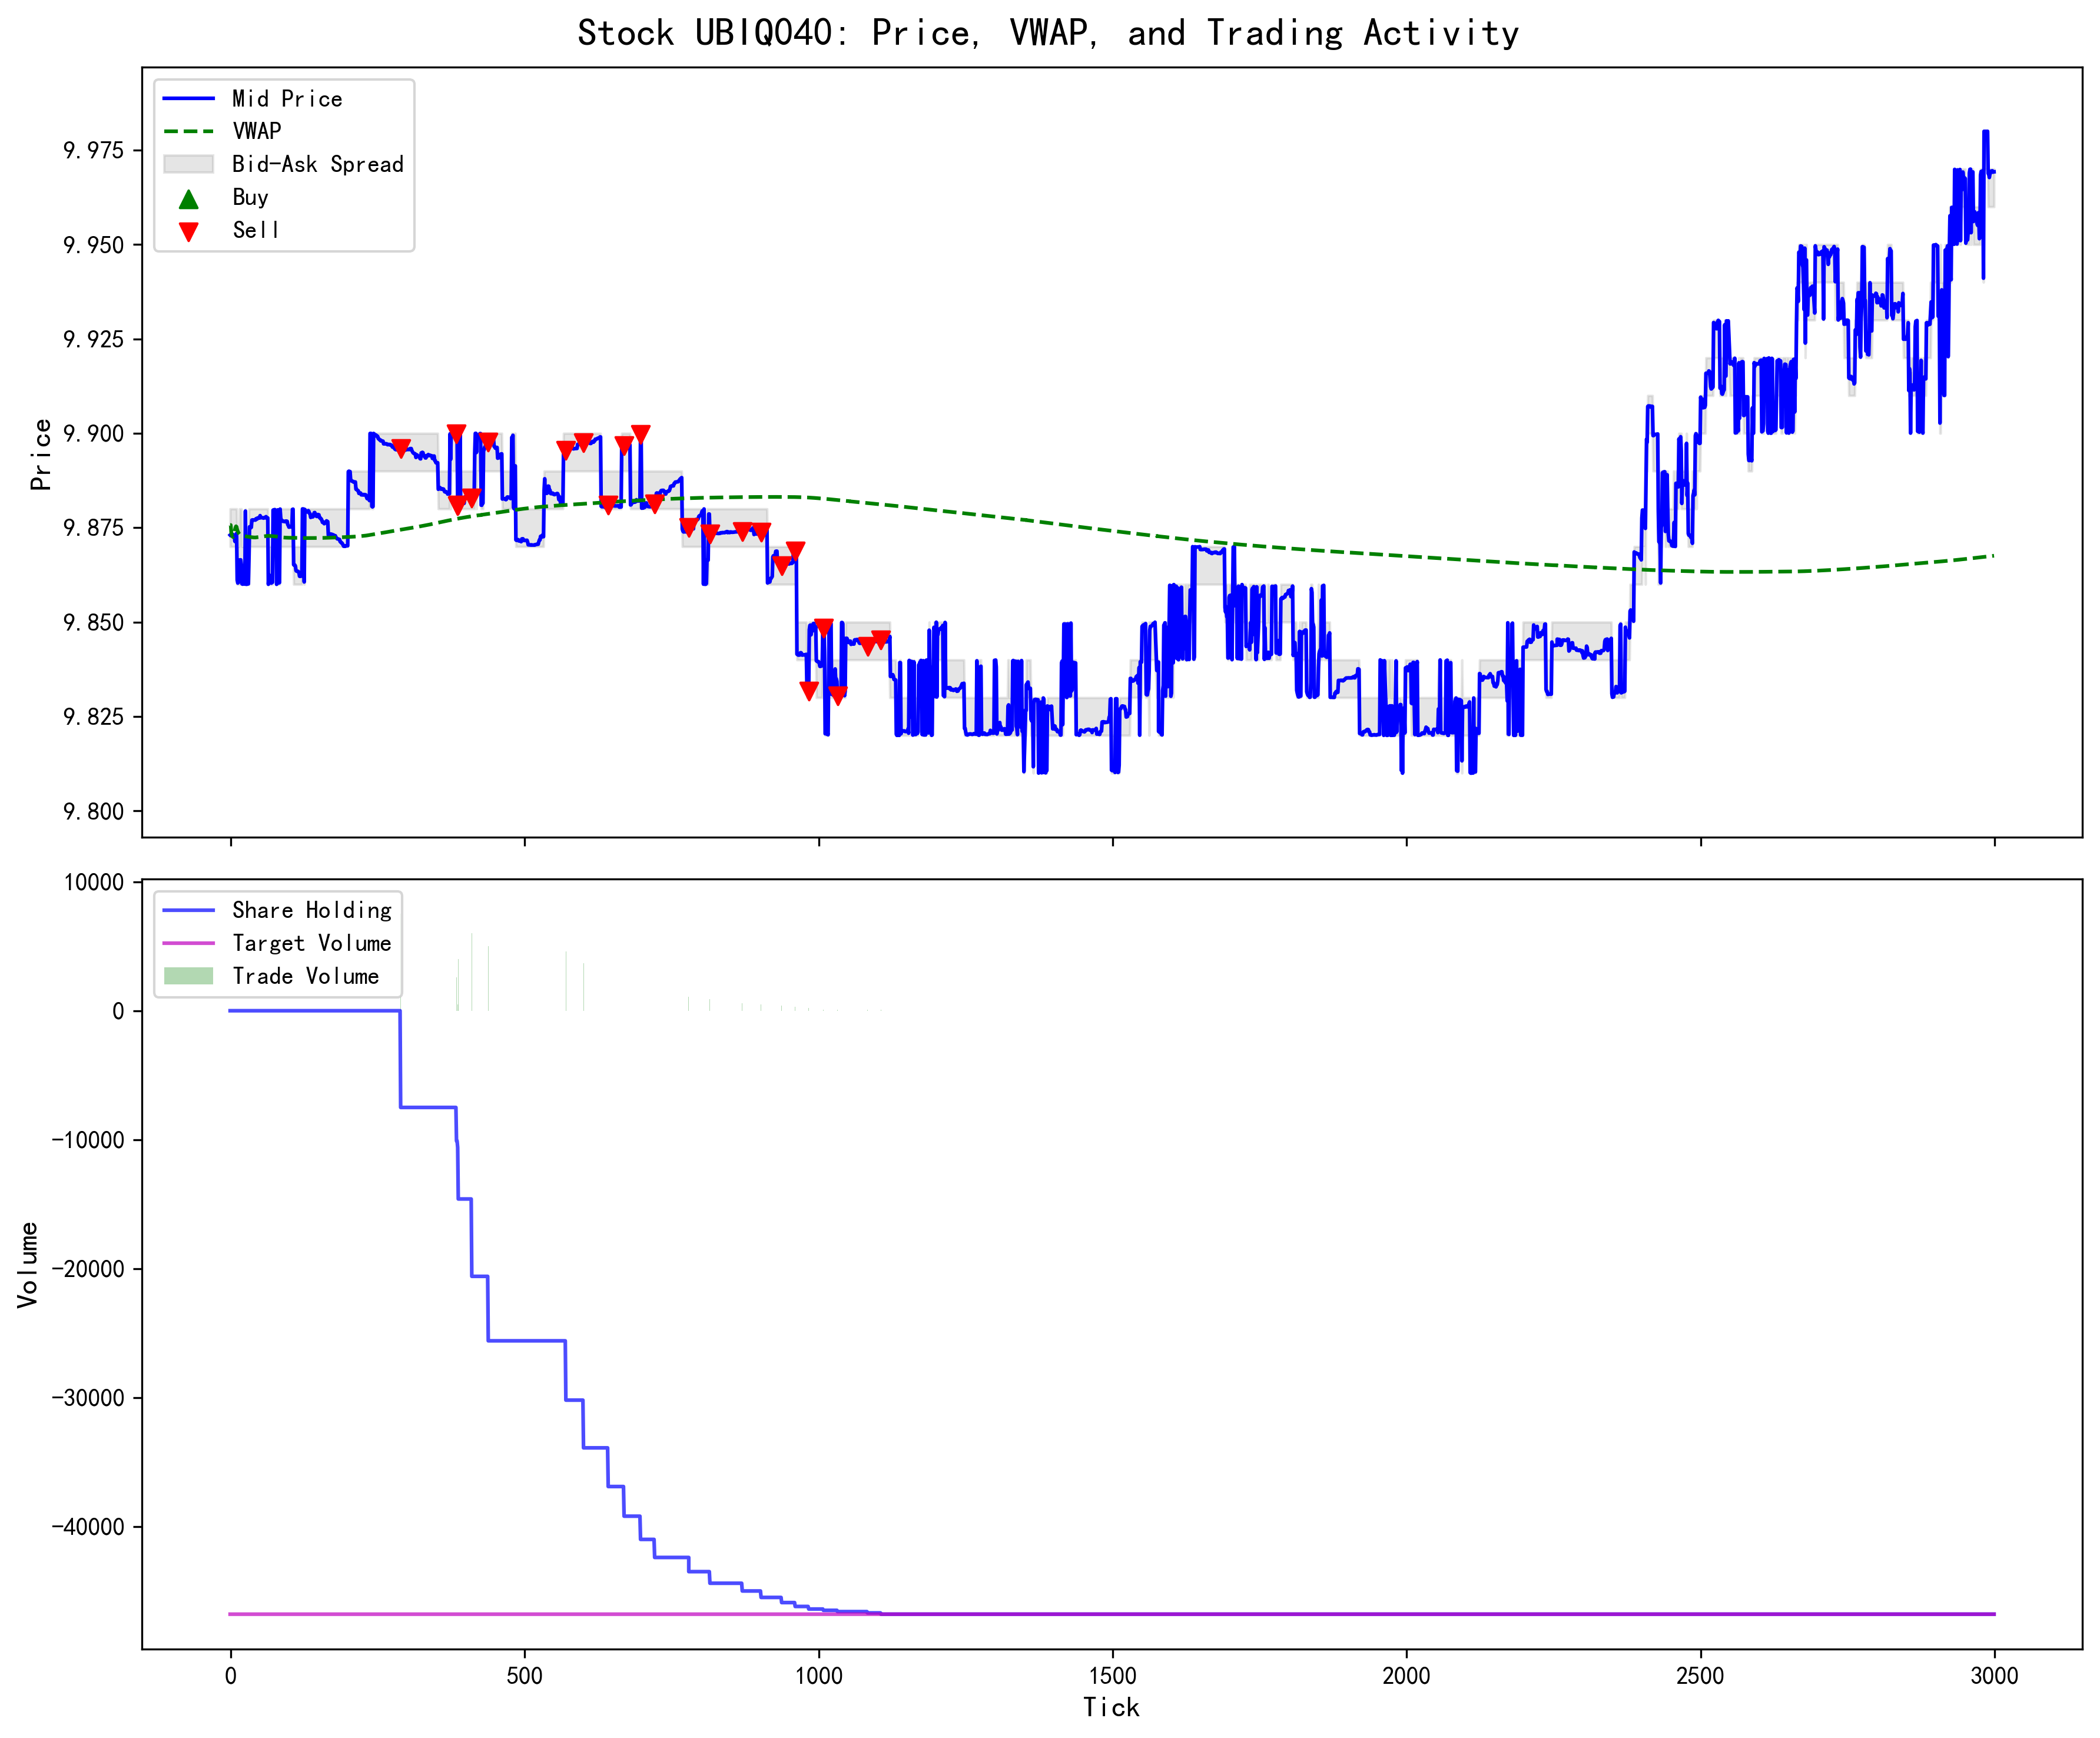 Stock UBIQ040: Price, VWAP, and Trading Activity
Mid Price
VWAP
Bid-Ask Spread
Buy
Sell
Price
9.975
9.950
9.925
9.900
9.875
9.850
9.825
9.800
Share Holding
Target Volume
Trade Volume
Volume
10000
0
-10000
-20000
-30000
-40000
0 500 1000 1500 2000 2500 3000
Tick